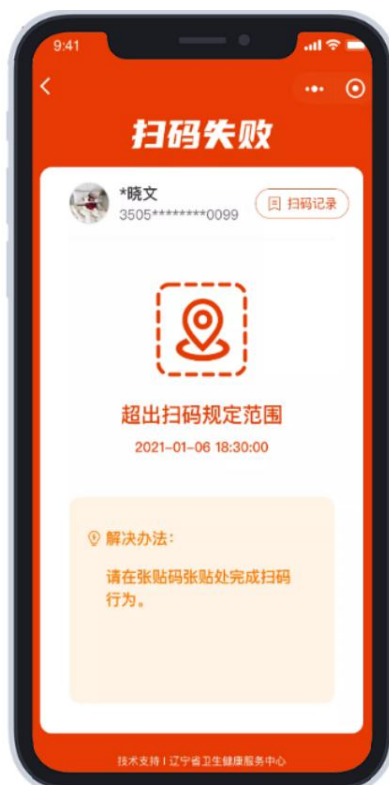 9:41
扫码失败
*晓文
3505********0099
扫码记录
超出扫码规定范围
2021-01-06 18:30:00
解决办法：
请在张贴码张贴处完成扫码
行为。
技术支持 | 辽宁省卫生健康服务中心